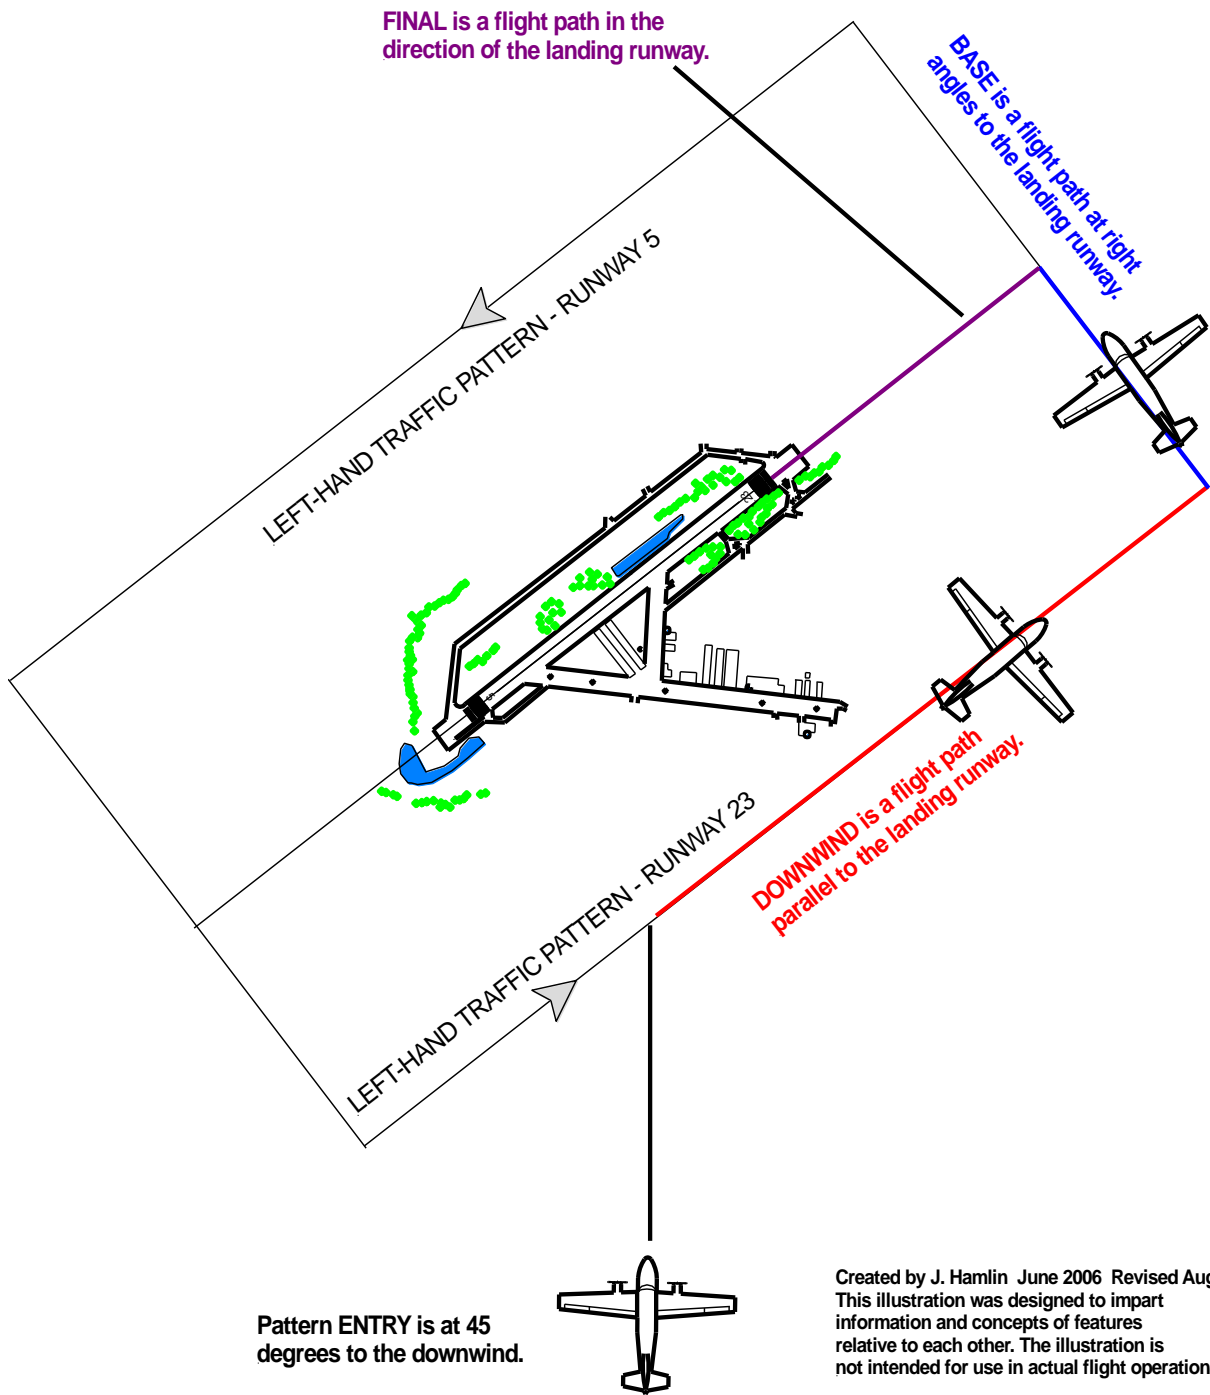 FINAL is a flight path in the
direction of the landing runway.
BASE is a flight path at right
angles to the landing runway.
LEFT-HAND TRAFFIC PATTERN - RUNWAY 5
23
5
DOWNWIND is a flight path
parallel to the landing runway.
LEFT-HAND TRAFFIC PATTERN - RUNWAY 23
Pattern ENTRY is at 45
degrees to the downwind.
Created by J. Hamlin June 2006 Revised Aug
This illustration was designed to impart
information and concepts of features
relative to each other. The illustration is
not intended for use in actual flight operation